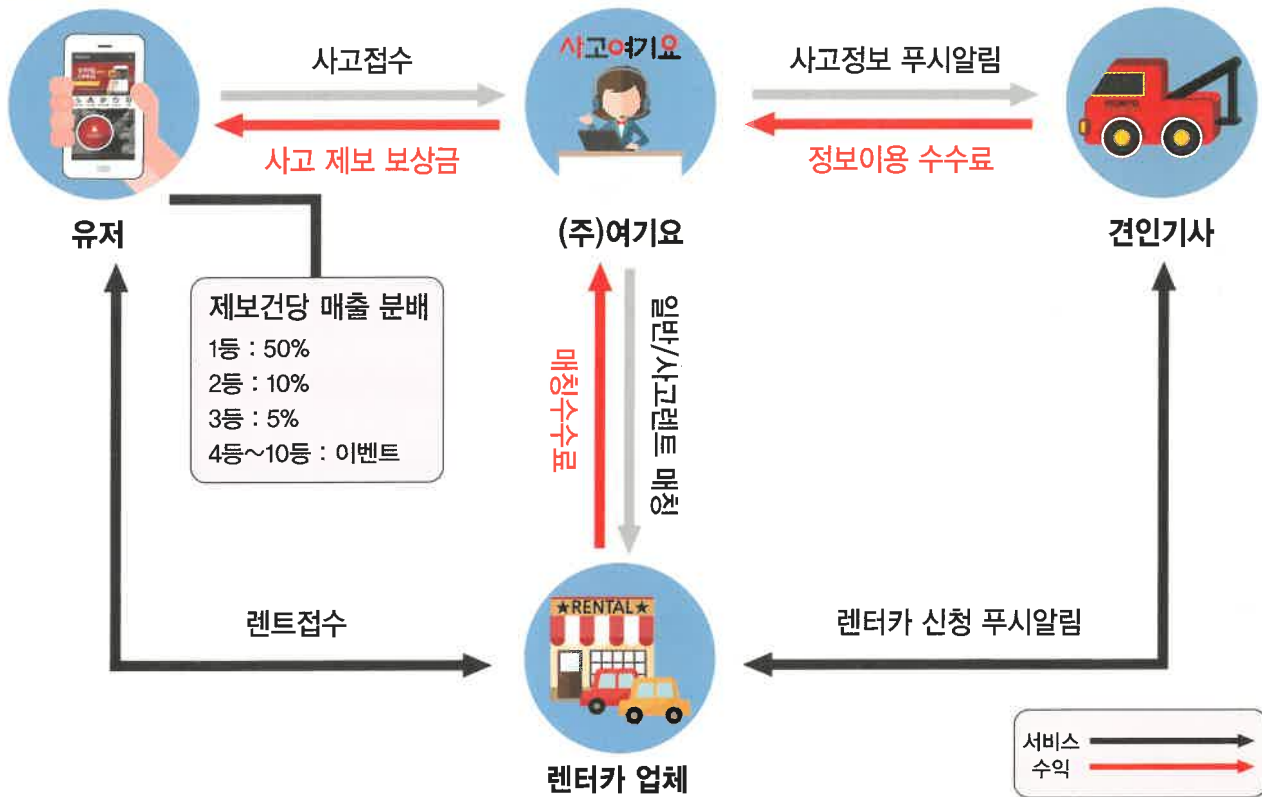 사고접수
사고 제보 보상금
사고여기요
사고정보 푸시알림
정보이용 수수료
유저
(주)여기요
견인기사
제보건당 매출 분배
1등 : 50%
2등 : 10%
3등 : 5%
4등~10등 : 이벤트
매칭수수료
일반/사고렌트 매칭
렌트접수
★RENTAL★
렌터카 신청 푸시알림
렌터카 업체
서비스
수익